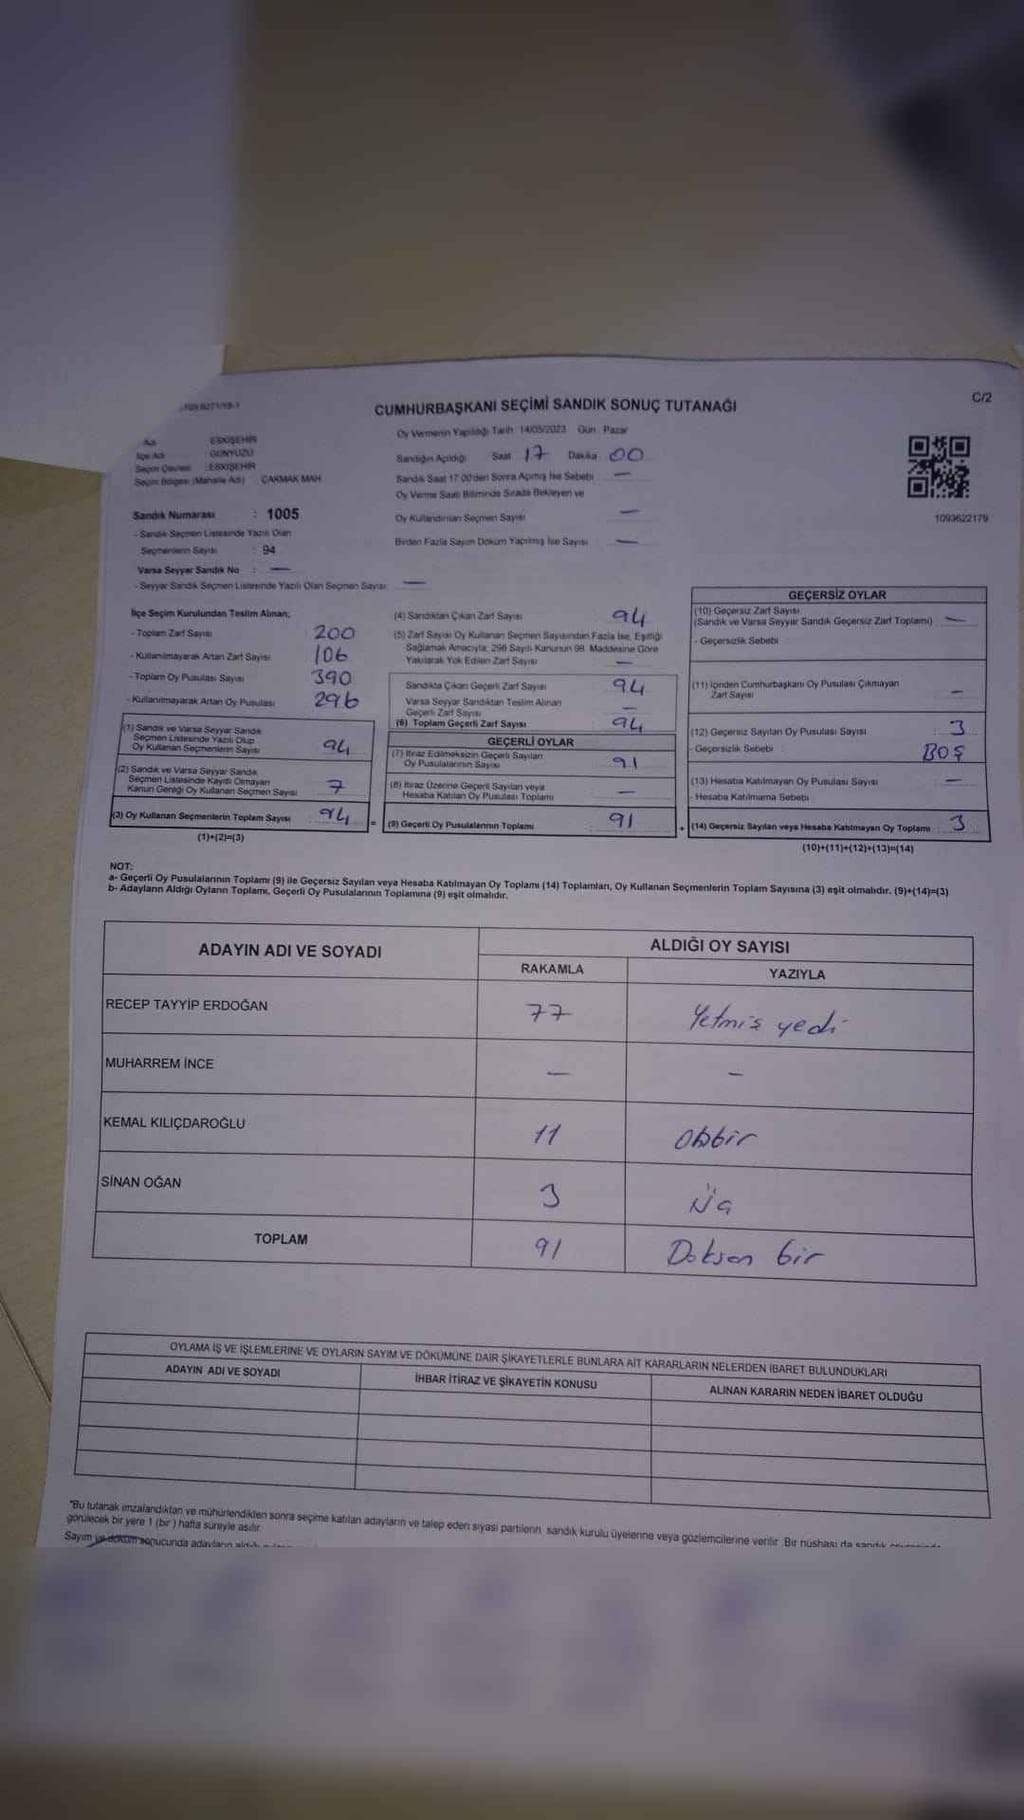 C/2
CUMHURBAŞKANI SEÇİMİ SANDIK SONUÇ TUTANAĞI
Adı ESKİŞEHİR
İlçe Adı GÜNYÜZÜ
Seçim Çevresi : ESKİŞEHİR
Seçim Bölgesi (Mahalle Adı) ÇAKMAK MAH.
Sandık Numarası : 1005
- Sandık Seçmen Listesinde Yazılı Olan
Seçmenlerin Sayısı : 94
Varsa Seyyar Sandık No : —
- Seyyar Sandık Seçmen Listesinde Yazılı Olan Seçmen Sayısı —
Oy Vermenin Yapıldığı Tarih 14/05/2023 Gün : Pazar
Sandığın Açıldığı Saat 17 Dakika 00
Sandık Saat 17:00'den Sonra Açılmış İse Sebebi —
Oy Verme Saati Bitiminde Sırada Bekleyen ve
Oy Kullandırılan Seçmen Sayısı —
Birden Fazla Sayım Döküm Yapılmış İse Sayısı —
1093622179
İlçe Seçim Kurulundan Teslim Alınan;
- Toplam Zarf Sayısı 200
- Kullanılmayarak Artan Zarf Sayısı 106
- Toplam Oy Pusulası Sayısı 390
- Kullanılmayarak Artan Oy Pusulası 296
(1) Sandık ve Varsa Seyyar Sandık
Seçmen Listesinde Yazılı Olup
Oy Kullanan Seçmenlerin Sayısı 94
(2) Sandık ve Varsa Seyyar Sandık
Seçmen Listesinde Kayıtlı Olmayan
Kanun Gereği Oy Kullanan Seçmen Sayısı 7
(3) Oy Kullanan Seçmenlerin Toplam Sayısı 94
(1)+(2)=(3)
(4) Sandıktan Çıkan Zarf Sayısı 94
(5) Zarf Sayısı Oy Kullanan Seçmen Sayısından Fazla İse, Eşitliği
Sağlamak Amacıyla; 298 Sayılı Kanunun 98. Maddesine Göre
Yakılarak Yok Edilen Zarf Sayısı —
Sandıkta Çıkan Geçerli Zarf Sayısı 94
Varsa Seyyar Sandıktan Teslim Alınan
Geçerli Zarf Sayısı —
(6) Toplam Geçerli Zarf Sayısı 94
GEÇERLİ OYLAR
(7) İtiraz Edilmeksizin Geçerli Sayılan
Oy Pusulalarının Sayısı 91
(8) İtiraz Üzerine Geçerli Sayılan veya
Hesaba Katılan Oy Pusulası Toplamı —
= (9) Geçerli Oy Pusulalarının Toplamı 91
GEÇERSİZ OYLAR
(10) Geçersiz Zarf Sayısı
(Sandık ve Varsa Seyyar Sandık Geçersiz Zarf Toplamı) —
- Geçersizlik Sebebi
(11) İçinden Cumhurbaşkanı Oy Pusulası Çıkmayan
Zarf Sayısı —
(12) Geçersiz Sayılan Oy Pusulası Sayısı : 3
- Geçersizlik Sebebi : BOŞ
(13) Hesaba Katılmayan Oy Pusulası Sayısı —
- Hesaba Katılmama Sebebi
+ (14) Geçersiz Sayılan veya Hesaba Katılmayan Oy Toplamı 3
(10)+(11)+(12)+(13)=(14)
NOT:
a- Geçerli Oy Pusulalarının Toplamı (9) ile Geçersiz Sayılan veya Hesaba Katılmayan Oy Toplamı (14) Toplamları, Oy Kullanan Seçmenlerin Toplam Sayısına (3) eşit olmalıdır. (9)+(14)=(3)
b- Adayların Aldığı Oyların Toplamı, Geçerli Oy Pusulalarının Toplamına (9) eşit olmalıdır.
ADAYIN ADI VE SOYADI
ALDIĞI OY SAYISI
RAKAMLA YAZIYLA
RECEP TAYYİP ERDOĞAN 77 Yetmiş yedi
MUHARREM İNCE — —
KEMAL KILIÇDAROĞLU 11 Onbir
SİNAN OĞAN 3 Üç
TOPLAM 91 Doksan bir
OYLAMA İŞ VE İŞLEMLERİNE VE OYLARIN SAYIM VE DÖKÜMÜNE DAİR ŞİKAYETLERLE BUNLARA AİT KARARLARIN NELERDEN İBARET BULUNDUKLARI
ADAYIN ADI VE SOYADI İHBAR İTİRAZ VE ŞİKAYETİN KONUSU ALINAN KARARIN NEDEN İBARET OLDUĞU
"Bu tutanak imzalandıktan ve mühürlendikten sonra seçime katılan adayların ve talep eden siyasi partilerin sandık kurulu üyelerine veya gözlemcilerine verilir. Bir nüshası da sandık
görülecek bir yere 1 (bir) hafta süreyle asılır.
Sayım ve döküm sonucunda adayların